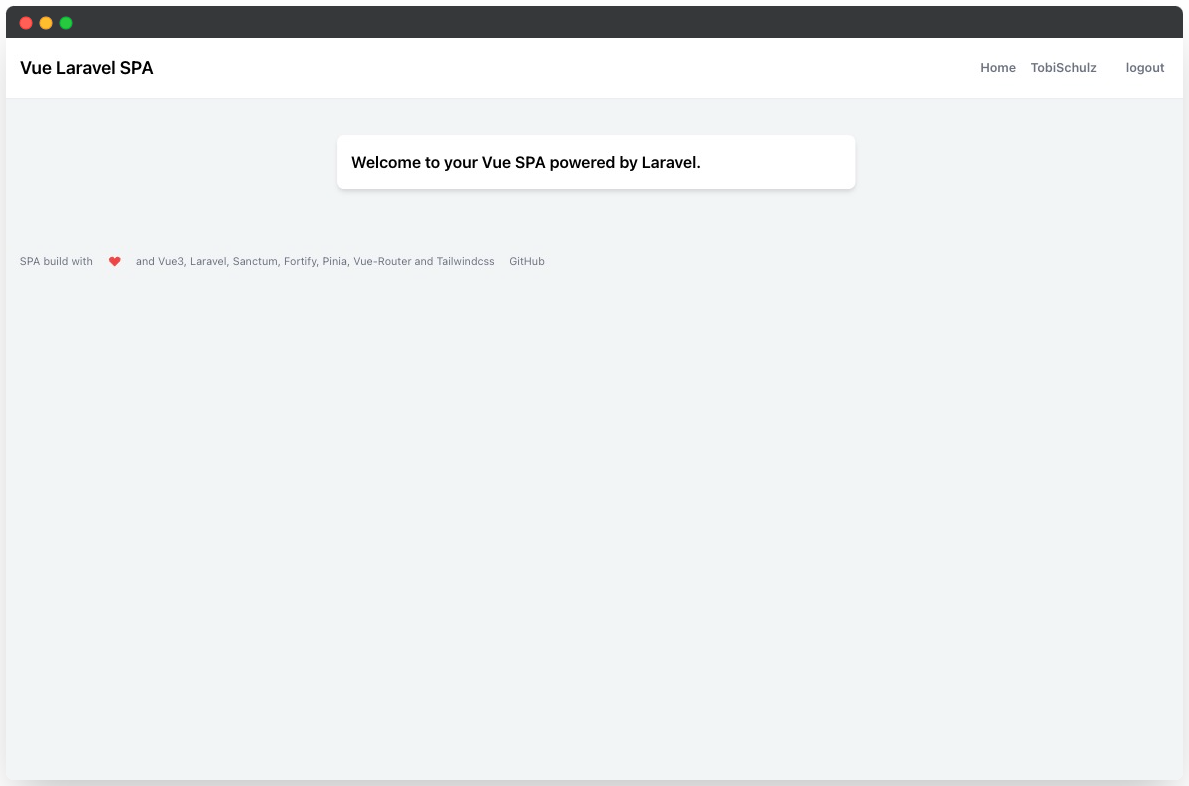 Vue Laravel SPA
Home TobiSchulz logout
Welcome to your Vue SPA powered by Laravel.
SPA build with ❤ and Vue3, Laravel, Sanctum, Fortify, Pinia, Vue-Router and Tailwindcss GitHub